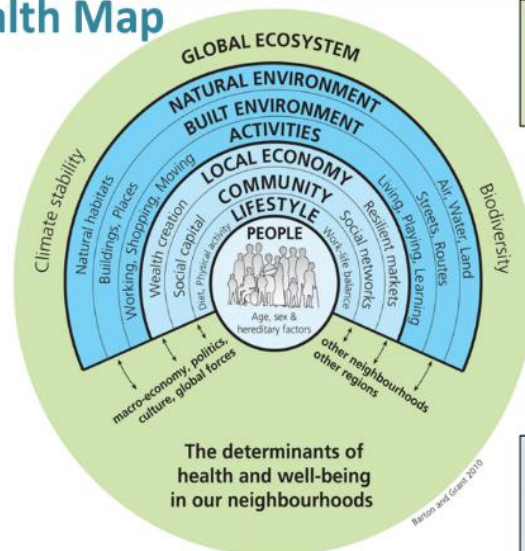 alth Map
GLOBAL ECOSYSTEM
NATURAL ENVIRONMENT
BUILT ENVIRONMENT
ACTIVITIES
LOCAL ECONOMY
COMMUNITY
LIFESTYLE
PEOPLE
Age, sex &
hereditary factors
Climate stability
Natural habitats
Buildings, Places
Working, Shopping, Moving
Wealth creation
Social capital
Diet, Physical activity
Work-life balance
Social networks
Resilient markets
Living, Playing, Learning
Streets, Routes
Air, Water, Land
Biodiversity
macro-economy, politics,
culture, global forces
other neighbourhoods
other regions
The determinants of
health and well-being
in our neighbourhoods
Barton and Grant 2010